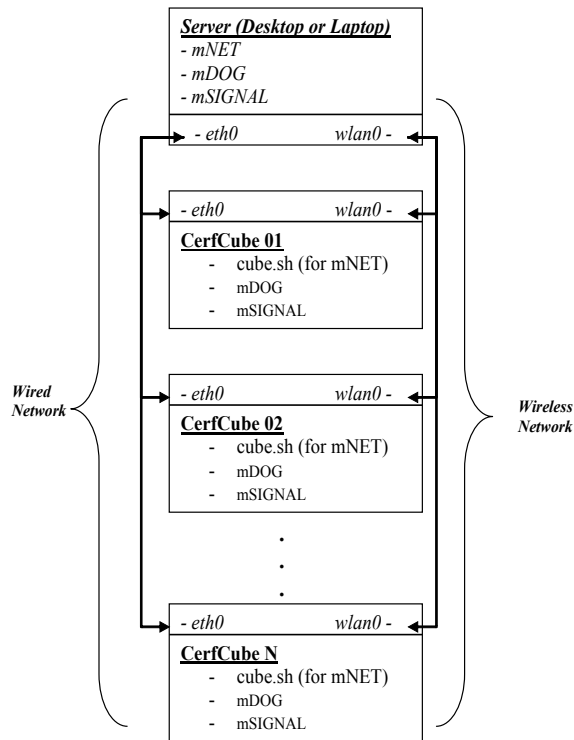 Server (Desktop or Laptop)
- mNET
- mDOG
- mSIGNAL
- eth0 wlan0 -
- eth0 wlan0 -
CerfCube 01
- cube.sh (for mNET)
- mDOG
- mSIGNAL
Wired
Network
Wireless
Network
- eth0 wlan0 -
CerfCube 02
- cube.sh (for mNET)
- mDOG
- mSIGNAL
.
.
.
- eth0 wlan0 -
CerfCube N
- cube.sh (for mNET)
- mDOG
- mSIGNAL